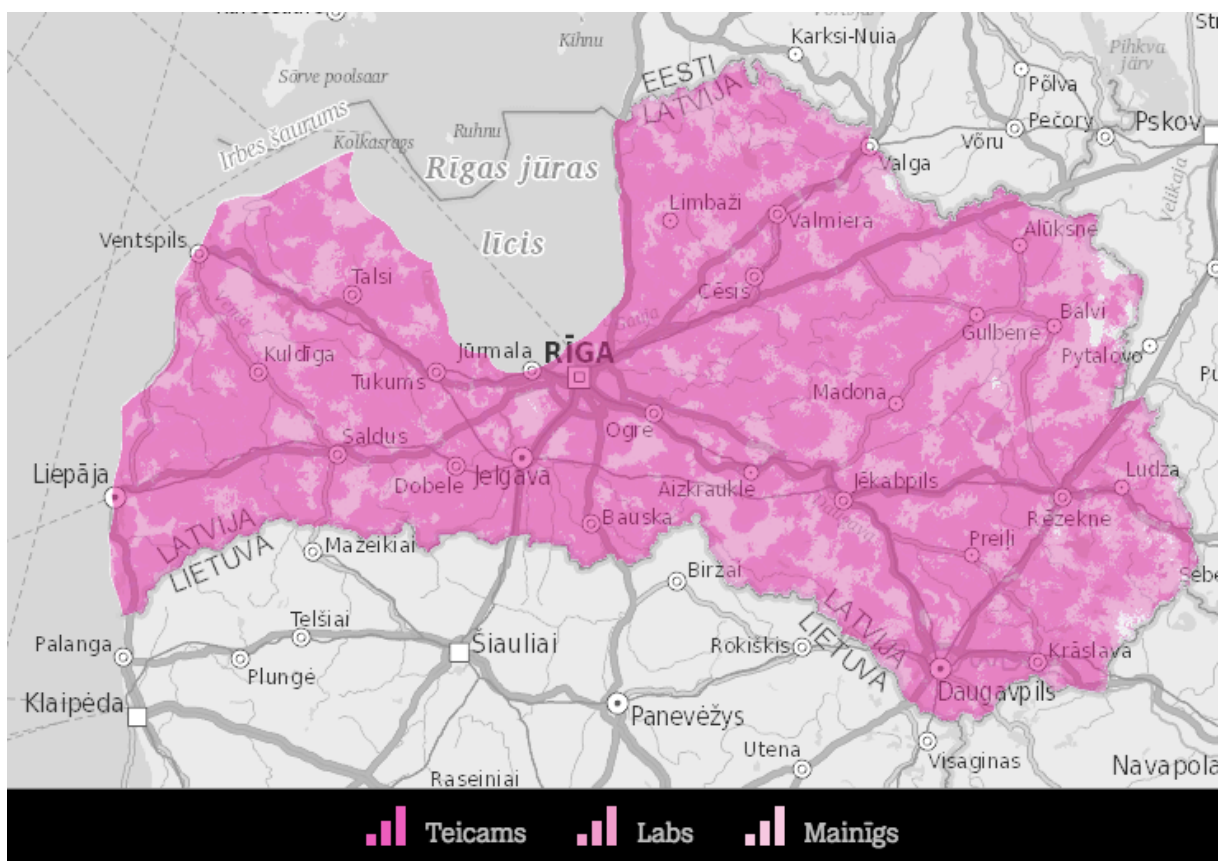 Kihnu
Karksi-Nuia
Pihkva
järv
Sõrve poolsaar
EESTI
LATVIJA
Põlva
Irbes šaurums
Kolkasrags
Ruhnu
Võru
Pečory
Pskov
Rīgas jūras
līcis
Valga
Velikaja
Limbaži
Valmiera
Alūksne
Ventspils
Talsi
Cēsis
Gauja
Gulbene
Balvi
Pytalovo
Jūrmala
RĪGA
Kuldīga
Tukums
Madona
Ogre
Saldus
Liepāja
Dobele
Jelgava
Aizkraukle
Jēkabpils
Ludza
Rēzekne
Bauska
Preiļi
LATVIJA
LIETUVA
Mažeikiai
Biržai
LATVIJA
LIETUVA
Telšiai
Palanga
Plungė
Šiauliai
Rokiškis
Krāslava
Daugavpils
Klaipėda
Panevėžys
Utena
Visaginas
Raseiniai
Navapola
Teicams
Labs
Mainīgs